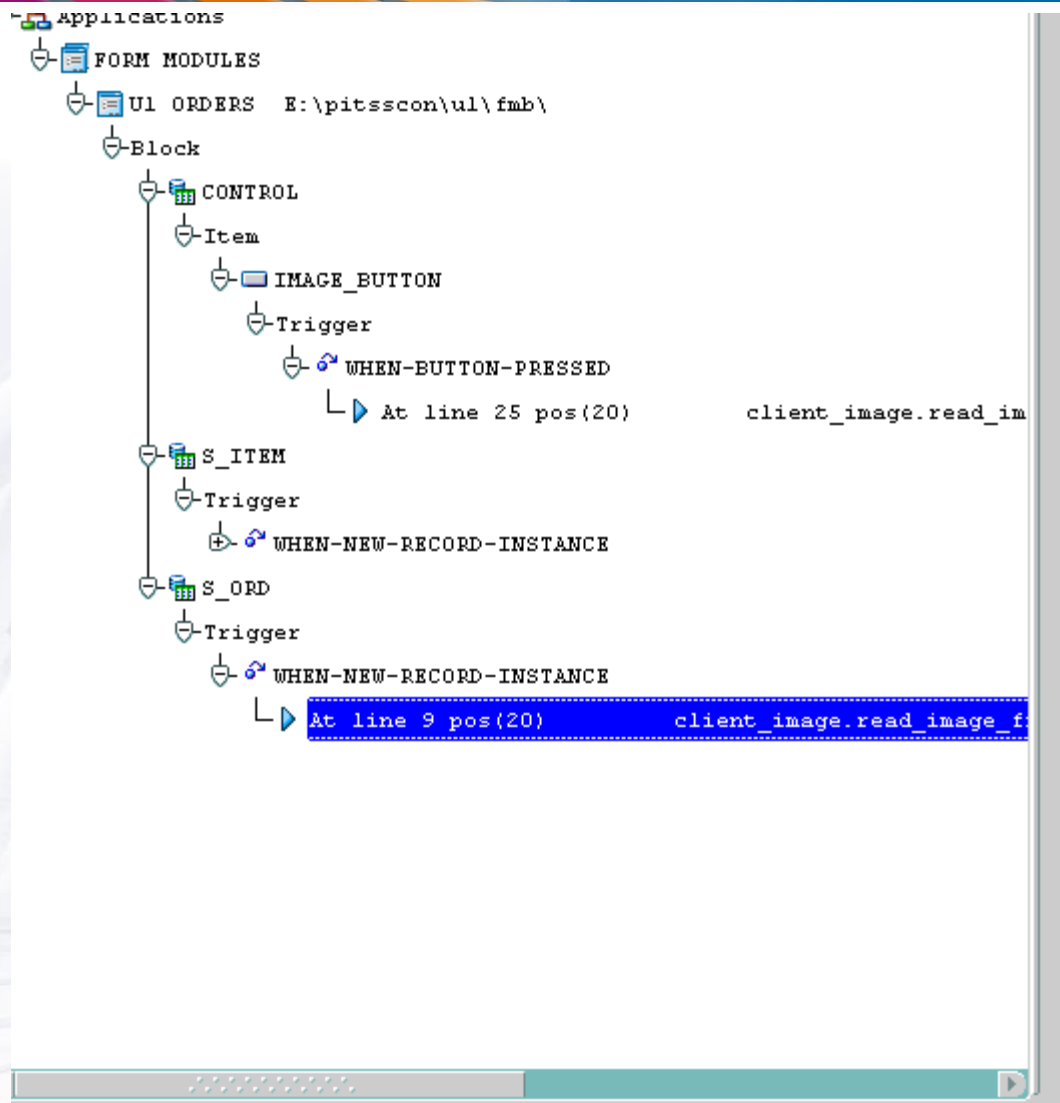 Applications
FORM MODULES
U1 ORDERS E:\pitsscon\ul\fmb\
Block
CONTROL
Item
IMAGE_BUTTON
Trigger
WHEN-BUTTON-PRESSED
At line 25 pos(20) client_image.read_im
S_ITEM
Trigger
WHEN-NEW-RECORD-INSTANCE
S_ORD
Trigger
WHEN-NEW-RECORD-INSTANCE
At line 9 pos(20) client_image.read_image_f